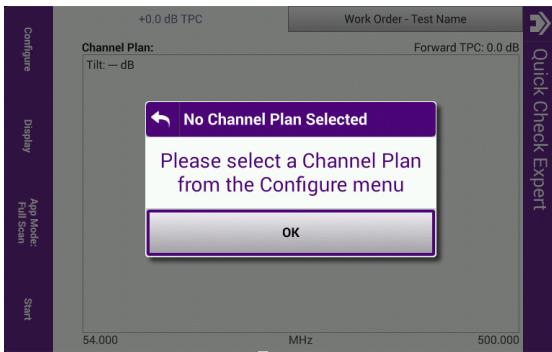 +0.0 dB TPC
Work Order - Test Name
Channel Plan:
Forward TPC: 0.0 dB
Tilt: — dB
Configure
Display
App Mode:
Full Scan
Start
Quick Check Expert
No Channel Plan Selected
Please select a Channel Plan
from the Configure menu
OK
54.000
MHz
500.000